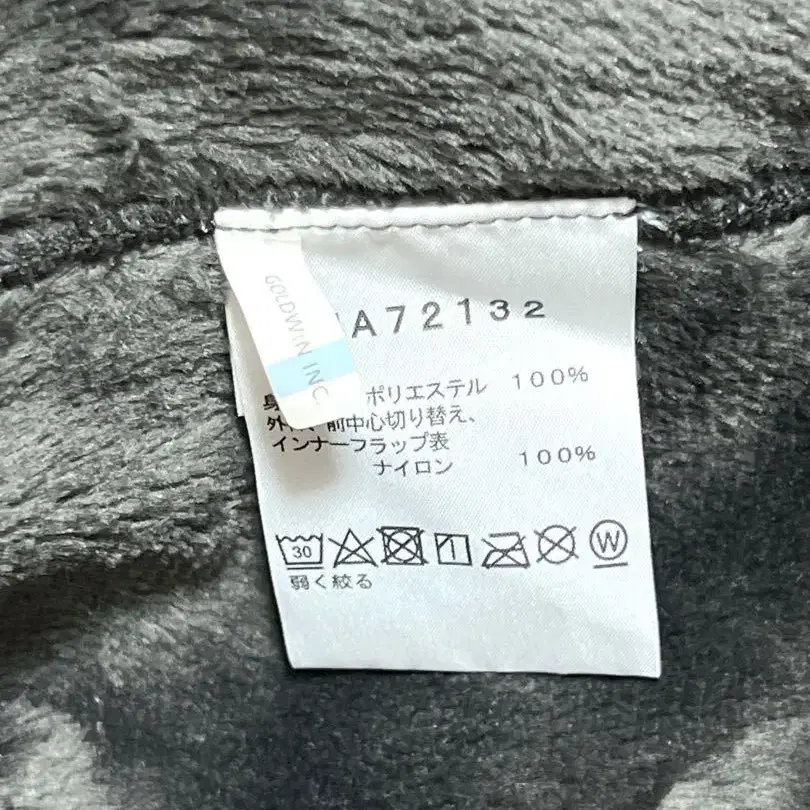 GOLDWIN INC
A72132
ポリエステル 100%
前中心切り替え、
インナーフラップ表
ナイロン 100%
30
W
弱く絞る